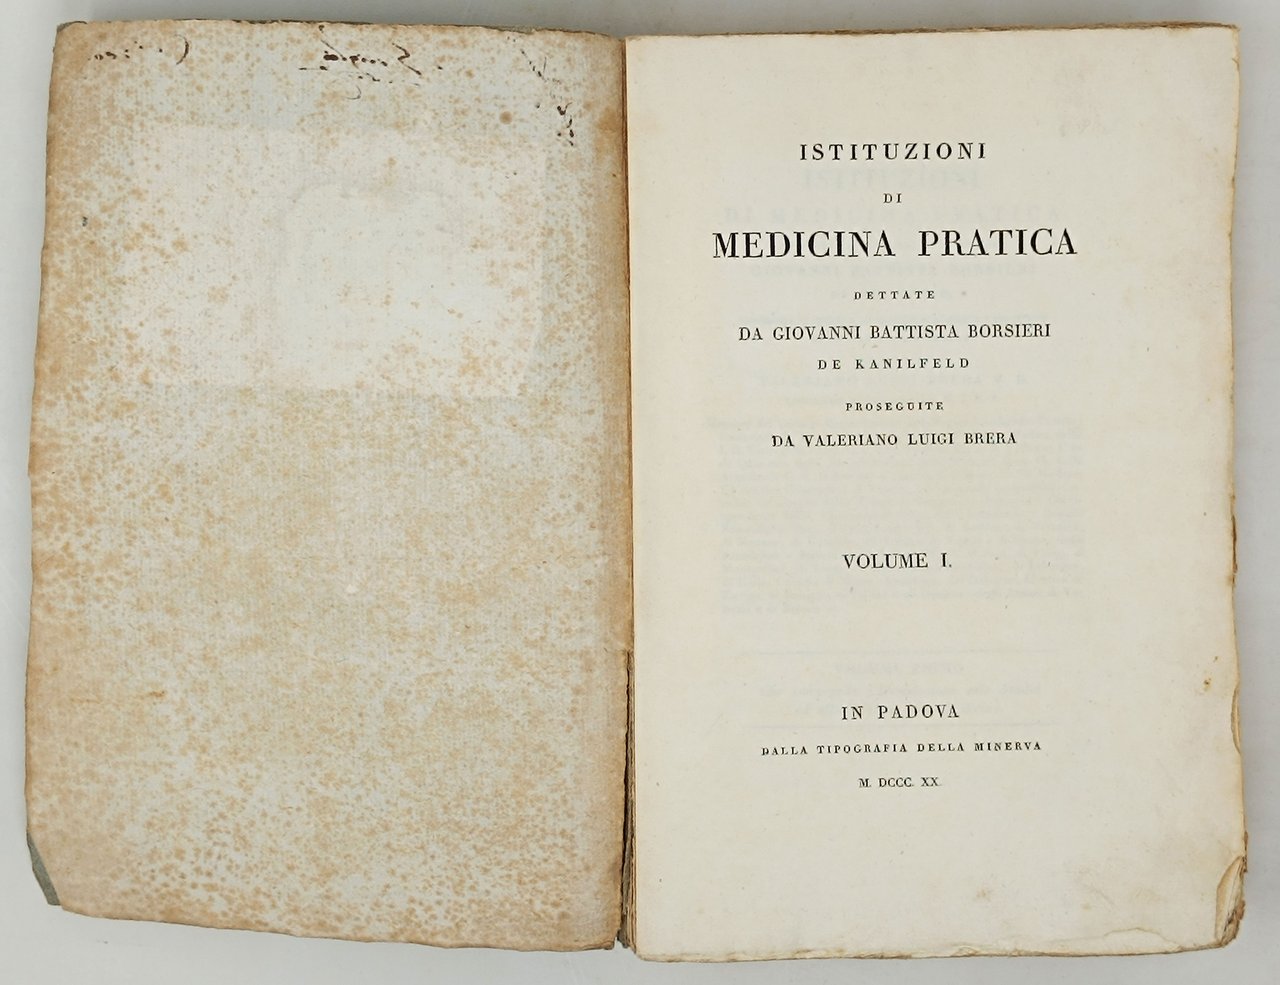 ISTITUZIONI
DI
MEDICINA PRATICA
DETTATE
DA GIOVANNI BATTISTA BORSIERI
DE KANILFELD
PROSEGUITE
DA VALERIANO LUIGI BRERA
VOLUME I.
IN PADOVA
DALLA TIPOGRAFIA DELLA MINERVA
M. DCCC. XX.